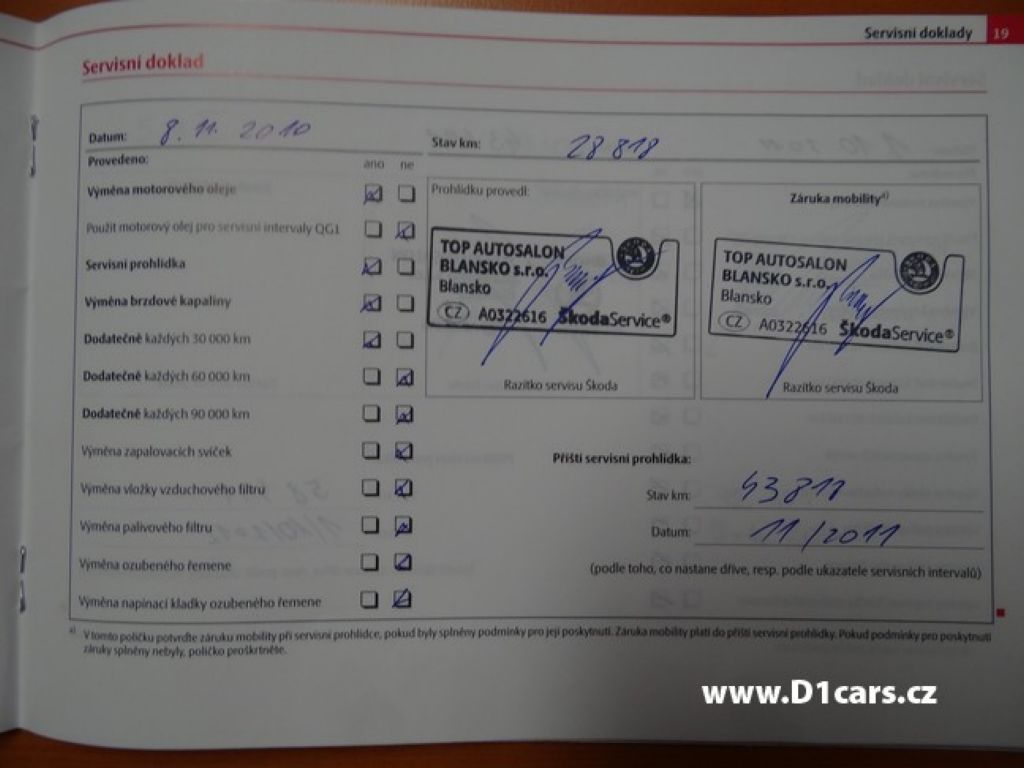 Servisní doklady 19
Servisní doklad
Datum: 8. 11. 2010 Stav km: 28 818
Provedeno: ano ne
Výměna motorového oleje
Použit motorový olej pro servisní intervaly QG1
Servisní prohlídka
Výměna brzdové kapaliny
Dodatečně každých 30 000 km
Dodatečně každých 60 000 km
Dodatečně každých 90 000 km
Výměna zapalovacích svíček
Výměna vložky vzduchového filtru
Výměna palivového filtru
Výměna ozubeného řemene
Výměna napínací kladky ozubeného řemene
Prohlídku provedl:
TOP AUTOSALON
BLANSKO s.r.o.
Blansko
CZ A0322616 ŠkodaService®
Razítko servisu Škoda
Záruka mobility a)
TOP AUTOSALON
BLANSKO s.r.o.
Blansko
CZ A0322616 ŠkodaService®
Razítko servisu Škoda
Příští servisní prohlídka:
Stav km: 43811
Datum: 11/2011
(podle toho, co nastane dříve, resp. podle ukazatele servisních intervalů)
a) V tomto políčku potvrďte záruku mobility při servisní prohlídce, pokud byly splněny podmínky pro její poskytnutí. Záruka mobility platí do příští servisní prohlídky. Pokud podmínky pro poskytnutí
záruky splněny nebyly, políčko proškrtněte.
www.D1cars.cz